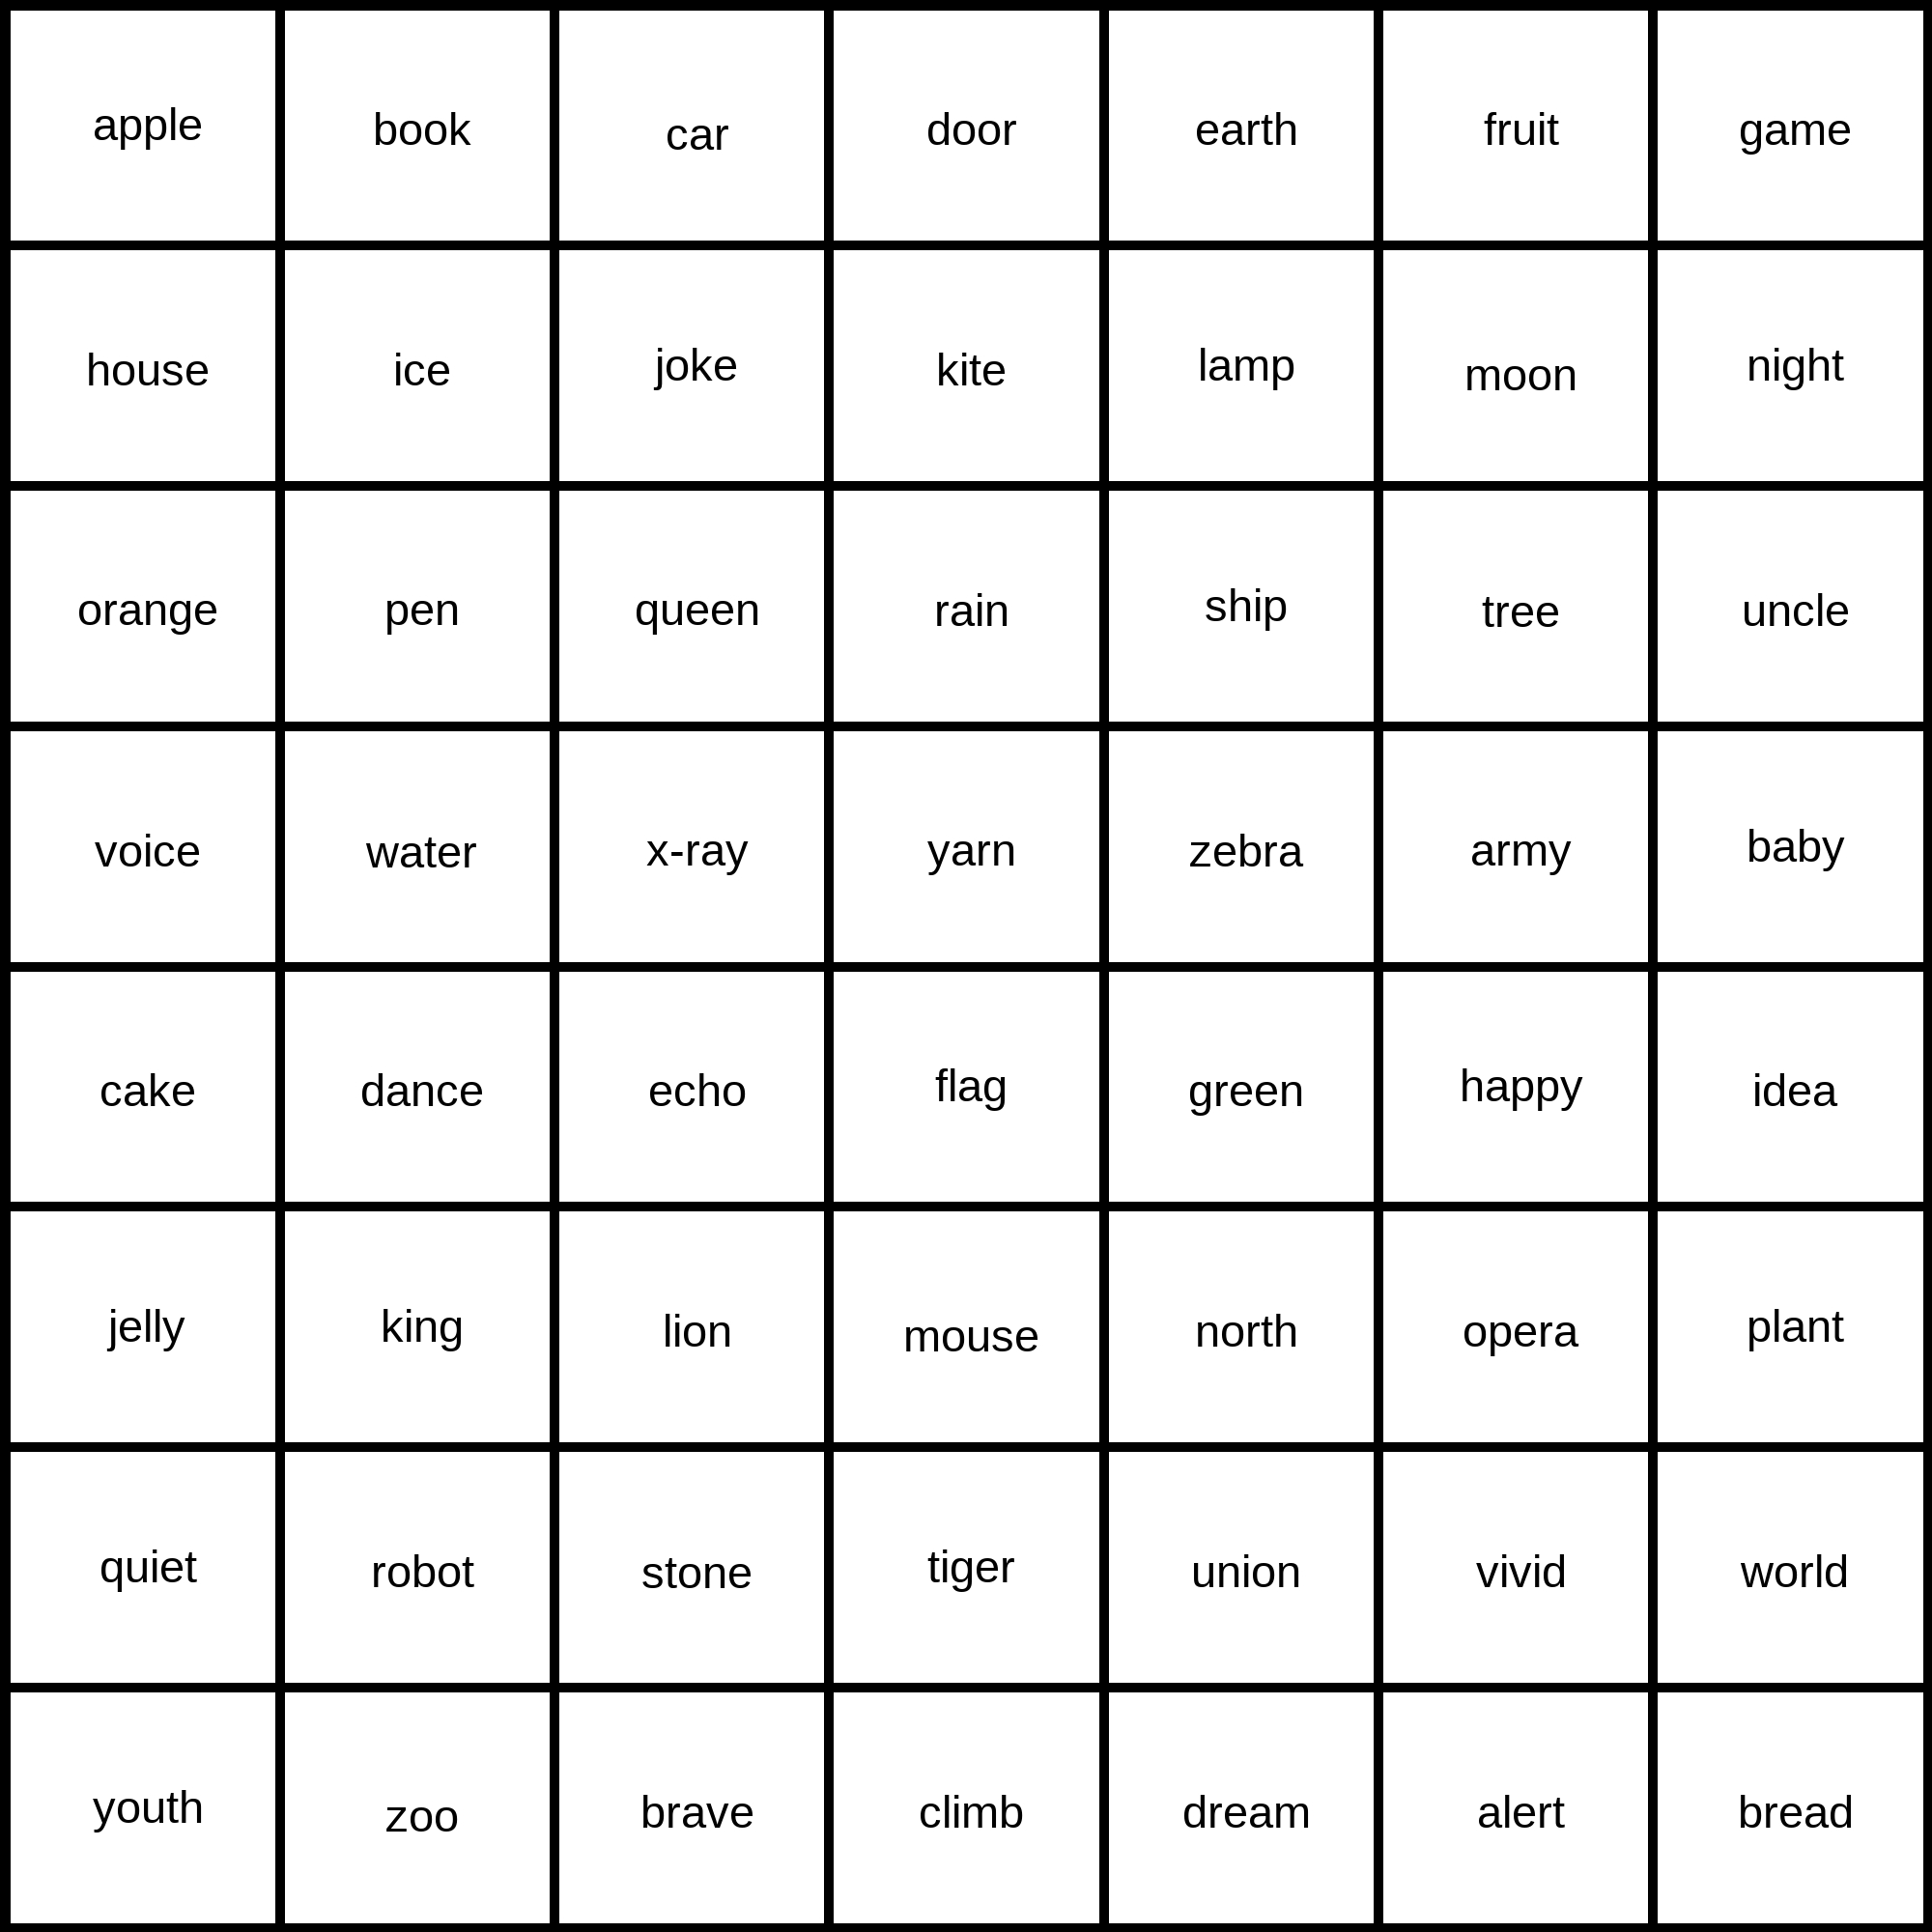 apple book car door earth fruit game
house ice joke kite lamp moon night
orange pen queen rain ship tree uncle
voice water x-ray yarn zebra army baby
cake dance echo flag green happy idea
jelly king lion mouse north opera plant
quiet robot stone tiger union vivid world
youth zoo brave climb dream alert bread